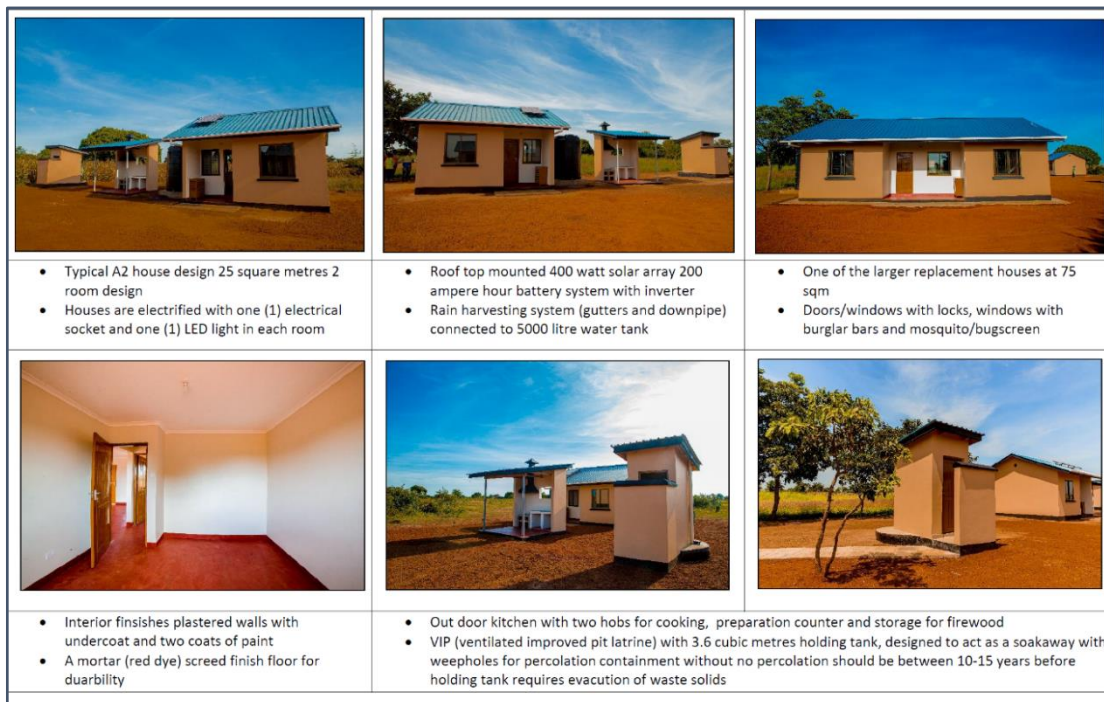 • Typical A2 house design 25 square metres 2
room design
• Houses are electrified with one (1) electrical
socket and one (1) LED light in each room
• Roof top mounted 400 watt solar array 200
ampere hour battery system with inverter
• Rain harvesting system (gutters and downpipe)
connected to 5000 litre water tank
• One of the larger replacement houses at 75
sqm
• Doors/windows with locks, windows with
burglar bars and mosquito/bugscreen
• Interior finsishes plastered walls with
undercoat and two coats of paint
• A mortar (red dye) screed finish floor for
duarbility
• Out door kitchen with two hobs for cooking, preparation counter and storage for
firewood
• VIP (ventilated improved pit latrine) with 3.6 cubic metres holding tank, designed to act as a soakaway with
weepholes for percolation containment without no percolation should be between 10-15 years before
holding tank requires evacution of waste solids